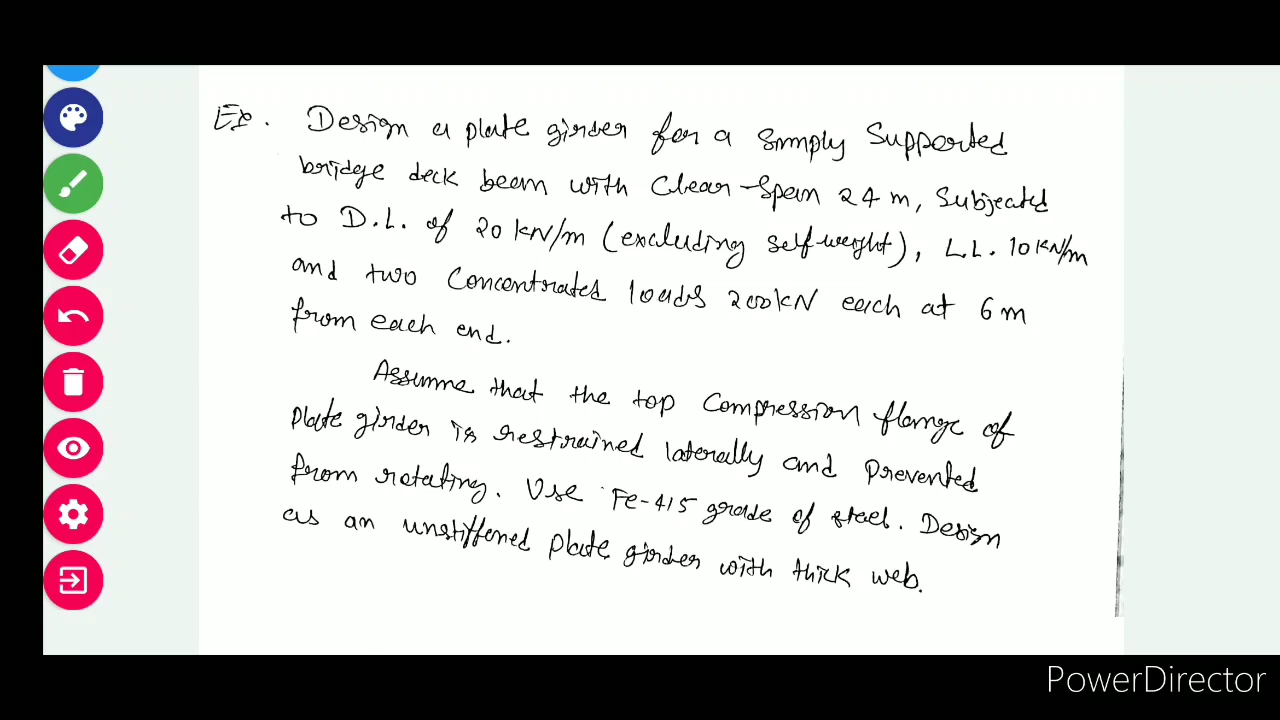 Ex. Design a plate girder for a simply supported
bridge deck beam with clear span 24 m, subjected
to D.L. of 20 kN/m (excluding self weight), L.L. 10 kN/m
and two concentrated loads 200 kN each at 6 m
from each end.
Assume that the top compression flange of
plate girder is restrained laterally and prevented
from rotating. Use Fe-415 grade of steel. Design
as an unstiffened plate girder with thick web.
PowerDirector